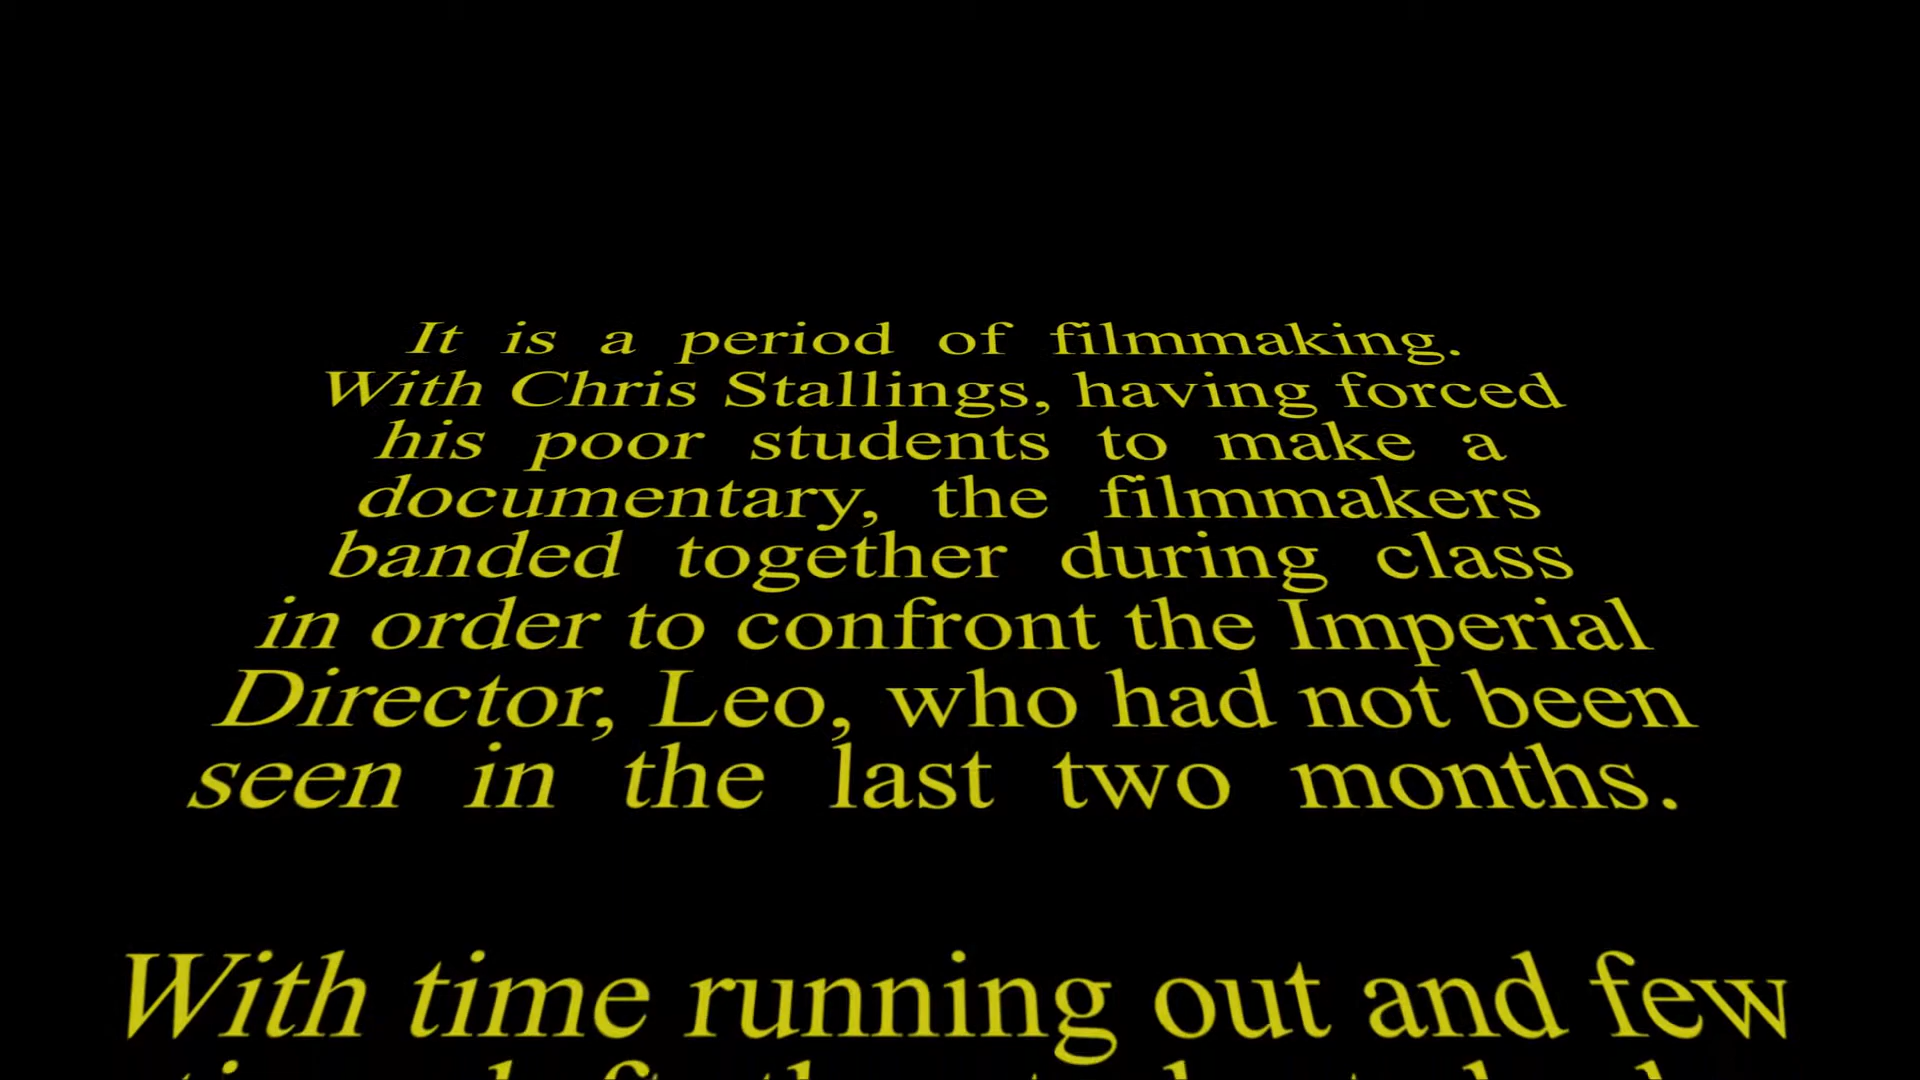 It is a period of filmmaking.
With Chris Stallings, having forced
his poor students to make a
documentary, the filmmakers
banded together during class
in order to confront the Imperial
Director, Leo, who had not been
seen in the last two months.
With time running out and few